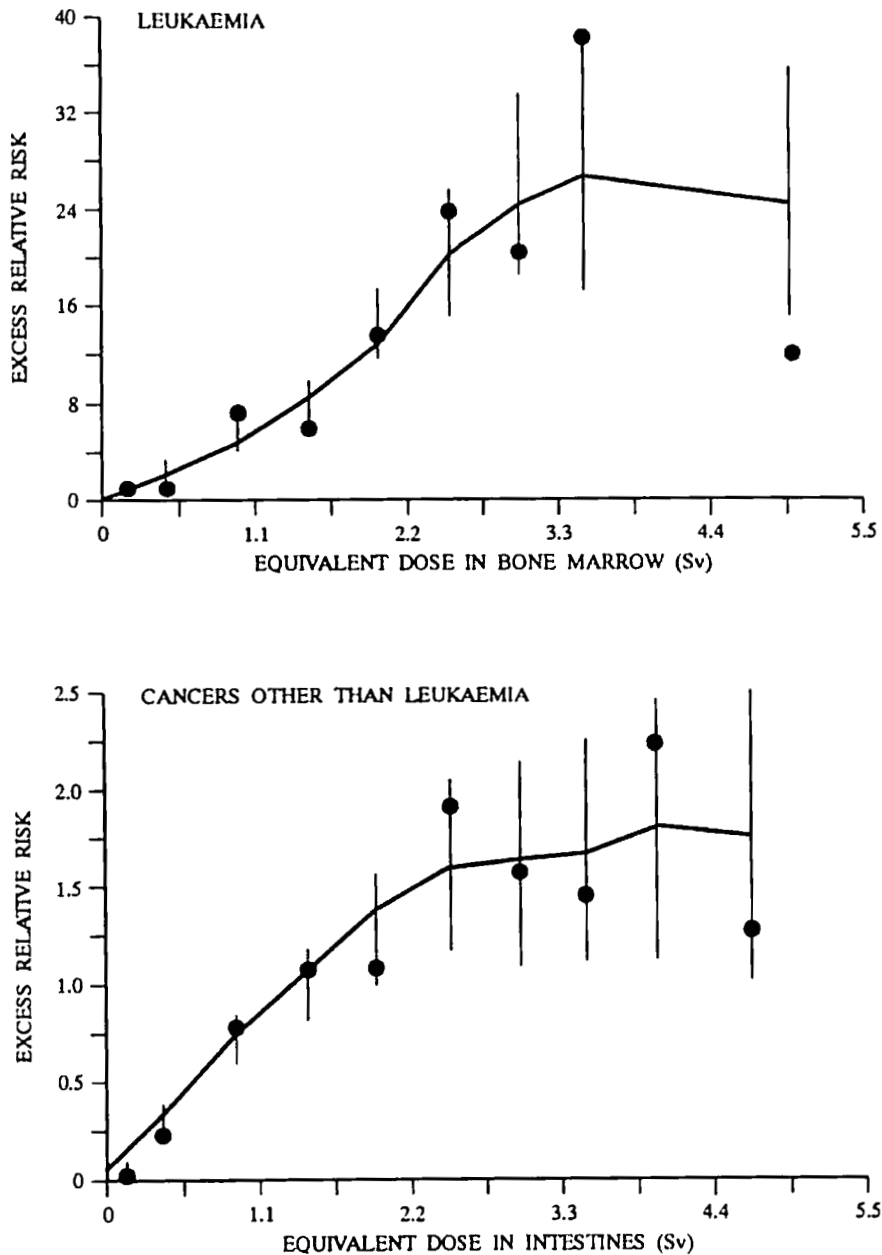 LEUKAEMIA
EXCESS RELATIVE RISK
40
32
24
16
8
0
0 1.1 2.2 3.3 4.4 5.5
EQUIVALENT DOSE IN BONE MARROW (Sv)
CANCERS OTHER THAN LEUKAEMIA
EXCESS RELATIVE RISK
2.5
2.0
1.5
1.0
0.5
0
0 1.1 2.2 3.3 4.4 5.5
EQUIVALENT DOSE IN INTESTINES (Sv)